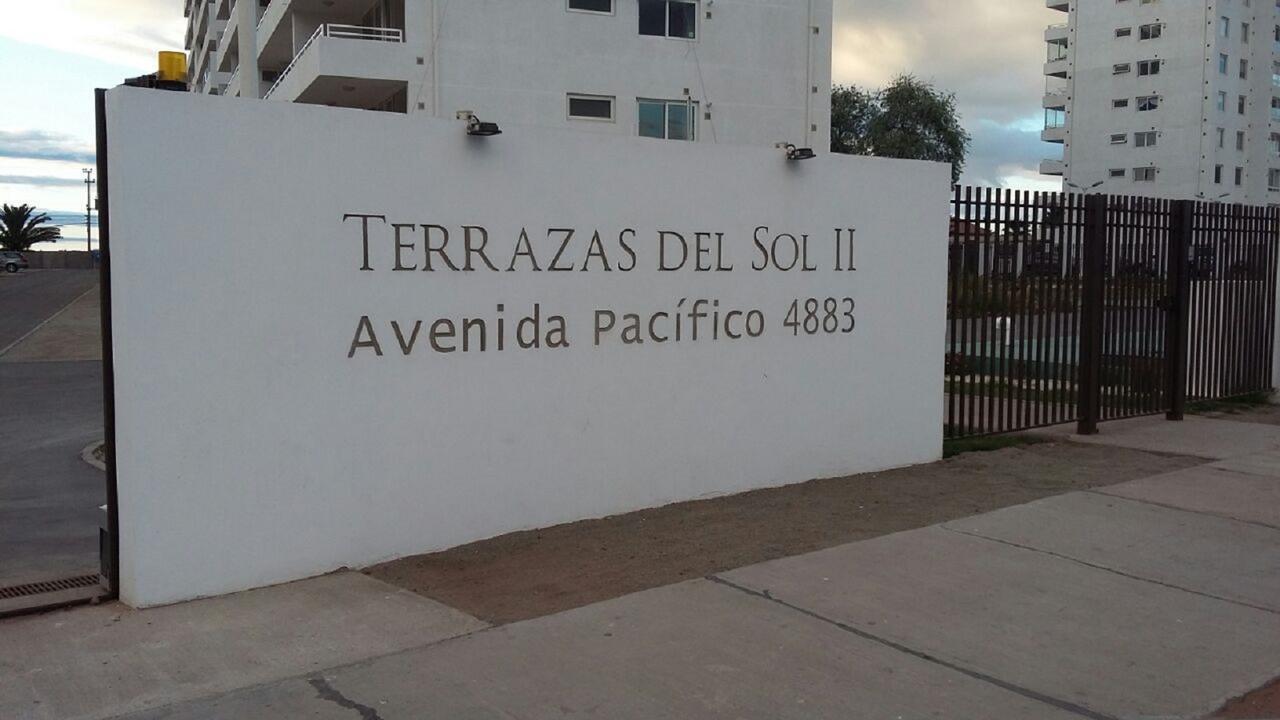 TERRAZAS DEL SOL II
Avenida Pacífico 4883